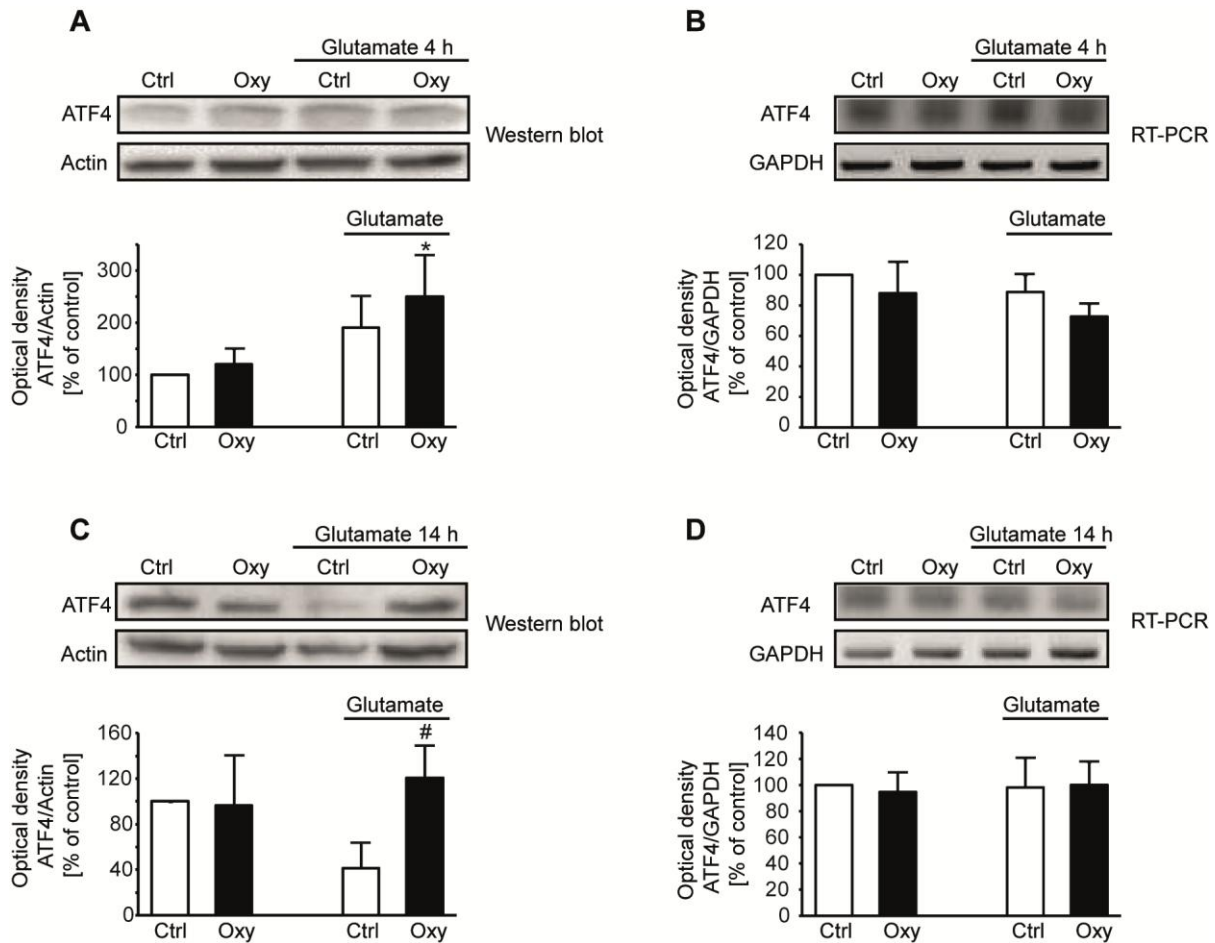 A
Glutamate 4 h
Ctrl Oxy Ctrl Oxy
ATF4
Western blot
Actin
Glutamate
*
Optical density
ATF4/Actin
[% of control]
300
200
100
0
Ctrl Oxy Ctrl Oxy
B
Glutamate 4 h
Ctrl Oxy Ctrl Oxy
ATF4
RT-PCR
GAPDH
Glutamate
Optical density
ATF4/GAPDH
[% of control]
120
100
80
60
40
20
0
Ctrl Oxy Ctrl Oxy
C
Glutamate 14 h
Ctrl Oxy Ctrl Oxy
ATF4
Western blot
Actin
Glutamate
#
Optical density
ATF4/Actin
[% of control]
160
120
80
40
0
Ctrl Oxy Ctrl Oxy
D
Glutamate 14 h
Ctrl Oxy Ctrl Oxy
ATF4
RT-PCR
GAPDH
Glutamate
Optical density
ATF4/GAPDH
[% of control]
140
120
100
80
60
40
20
0
Ctrl Oxy Ctrl Oxy